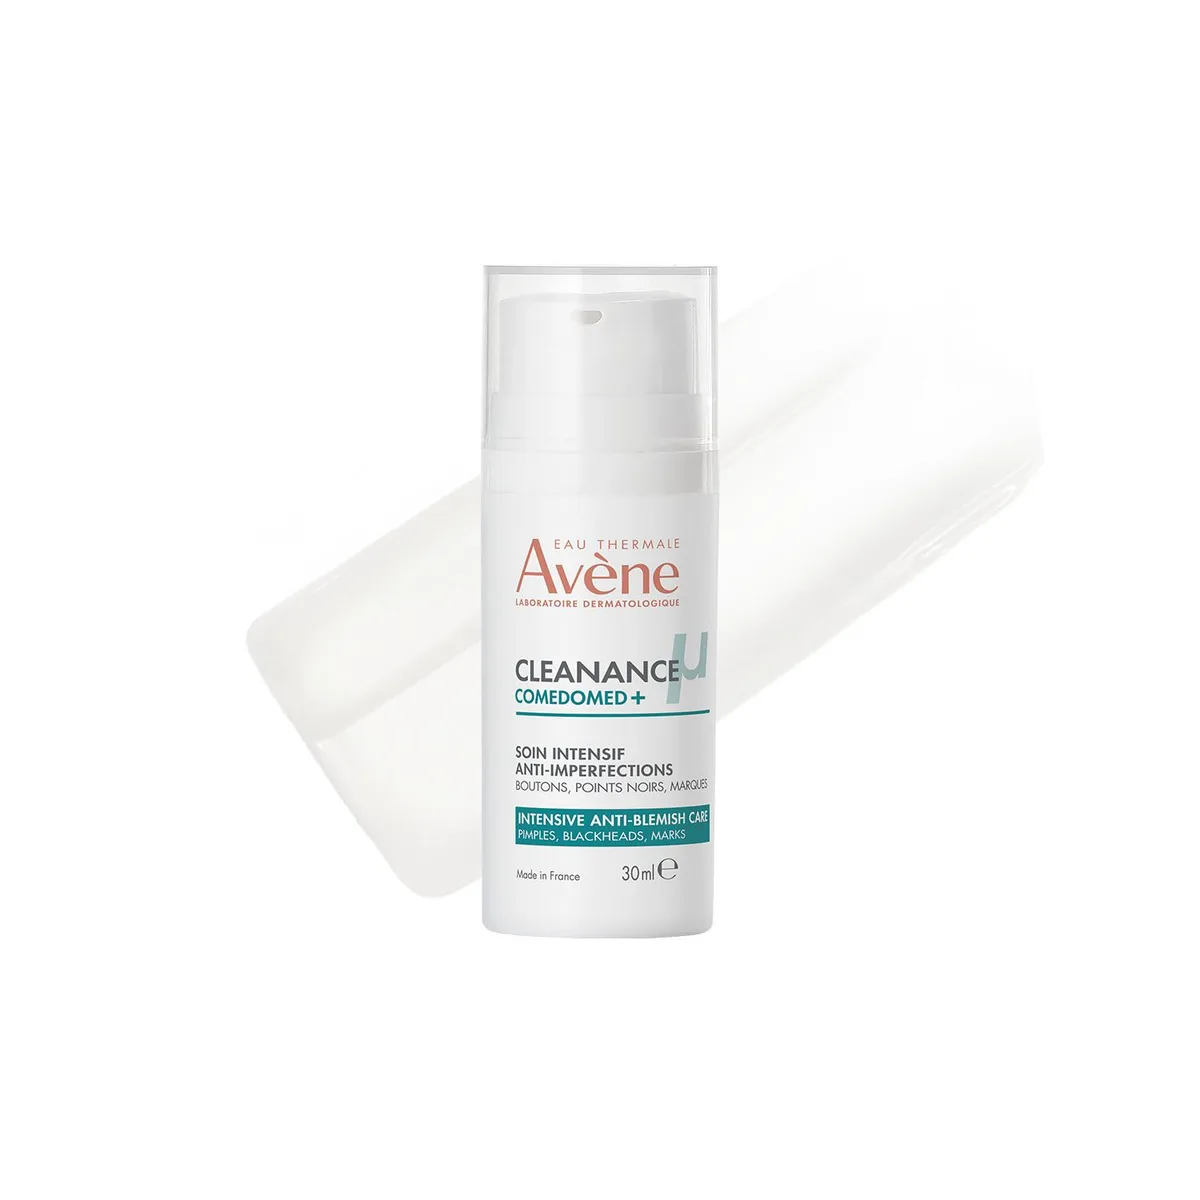 EAU THERMALE
Avène
LABORATOIRE DERMATOLOGIQUE
CLEANANCE µ
COMEDOMED+
SOIN INTENSIF
ANTI-IMPERFECTIONS
BOUTONS, POINTS NOIRS, MARQUES
INTENSIVE ANTI-BLEMISH CARE
PIMPLES, BLACKHEADS, MARKS
Made in France 30ml℮